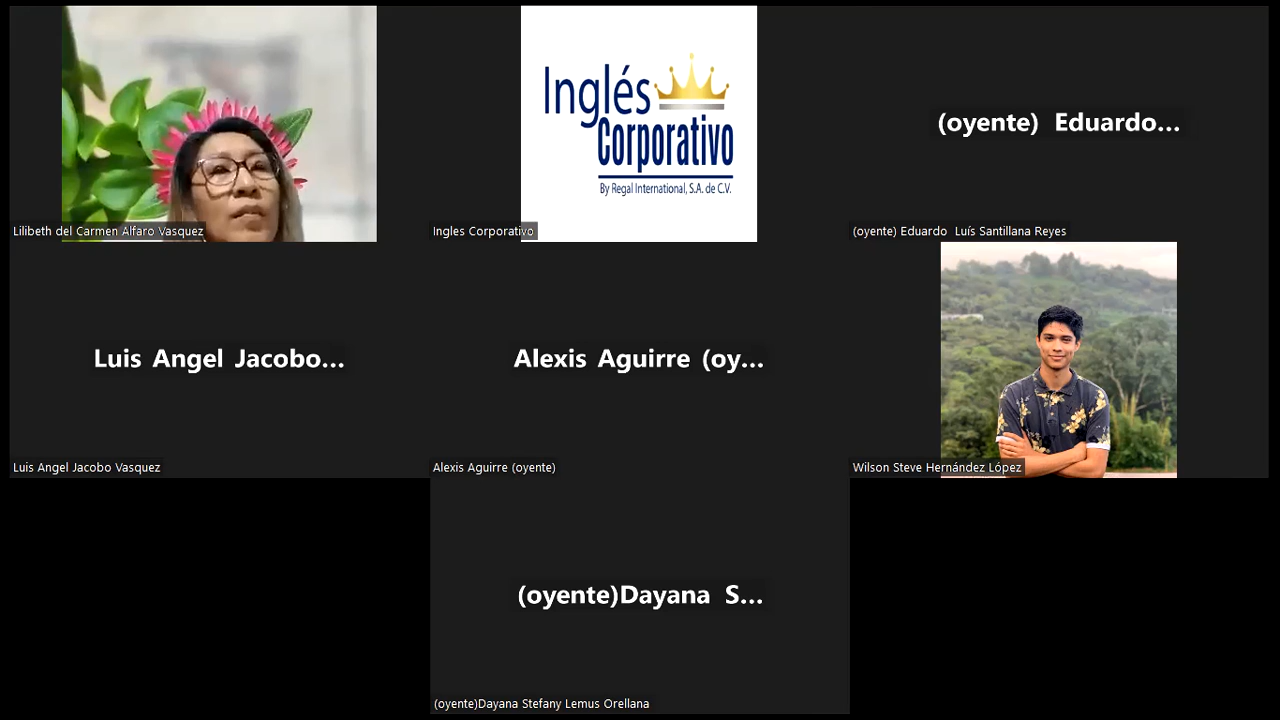 Inglés
Corporativo
By Regal International, S.A. de C.V.
(oyente) Eduardo...
Lilibeth del Carmen Alfaro Vasquez
Ingles Corporativo
(oyente) Eduardo Luís Santillana Reyes
Luis Angel Jacobo...
Alexis Aguirre (oy...
Luis Angel Jacobo Vasquez
Alexis Aguirre (oyente)
Wilson Steve Hernández López
(oyente)Dayana S...
(oyente)Dayana Stefany Lemus Orellana